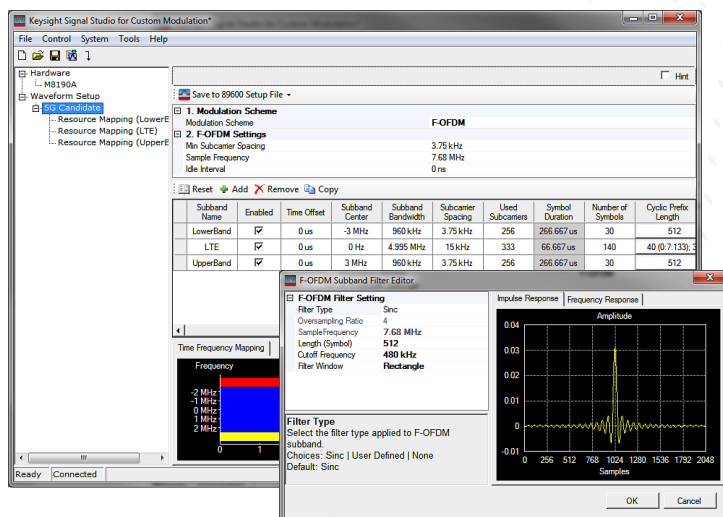 Keysight Signal Studio for Custom Modulation*
File Control System Tools Help
Hardware
M8190A
Waveform Setup
5G Candidate
Resource Mapping (LowerB
Resource Mapping (LTE)
Resource Mapping (UpperB
Hint
Save to 89600 Setup File
1. Modulation Scheme
Modulation Scheme F-OFDM
2. F-OFDM Settings
Min Subcarrier Spacing 3.75 kHz
Sample Frequency 7.68 MHz
Idle Interval 0 ns
Reset Add Remove Copy
Subband Name Enabled Time Offset Subband Center Subband Bandwidth Subcarrier Spacing Used Subcarriers Symbol Duration Number of Symbols Cyclic Prefix Length
LowerBand 0 us -3 MHz 960 kHz 3.75 kHz 256 266.667 us 30 512
LTE 0 us 0 Hz 4.995 MHz 15 kHz 333 66.667 us 140 40 (0:7:133); 3
UpperBand 0 us 3 MHz 960 kHz 3.75 kHz 256 266.667 us 30 512
Time Frequency Mapping
Frequency
-2 MHz
-1 MHz
0 MHz
1 MHz
2 MHz
0 1
Ready Connected
F-OFDM Subband Filter Editor
F-OFDM Filter Setting
Filter Type Sinc
Oversampling Ratio 4
SampleFrequency 7.68 MHz
Length (Symbol) 512
Cutoff Frequency 480 kHz
Filter Window Rectangle
Filter Type
Select the filter type applied to F-OFDM
subband.
Choices: Sinc | User Defined | None
Default: Sinc
Impulse Response Frequency Response
Amplitude
0.04
0.03
0.02
0.01
0
-0.01
0 256 512 768 1024 1280 1536 1792 2048
Samples
OK Cancel